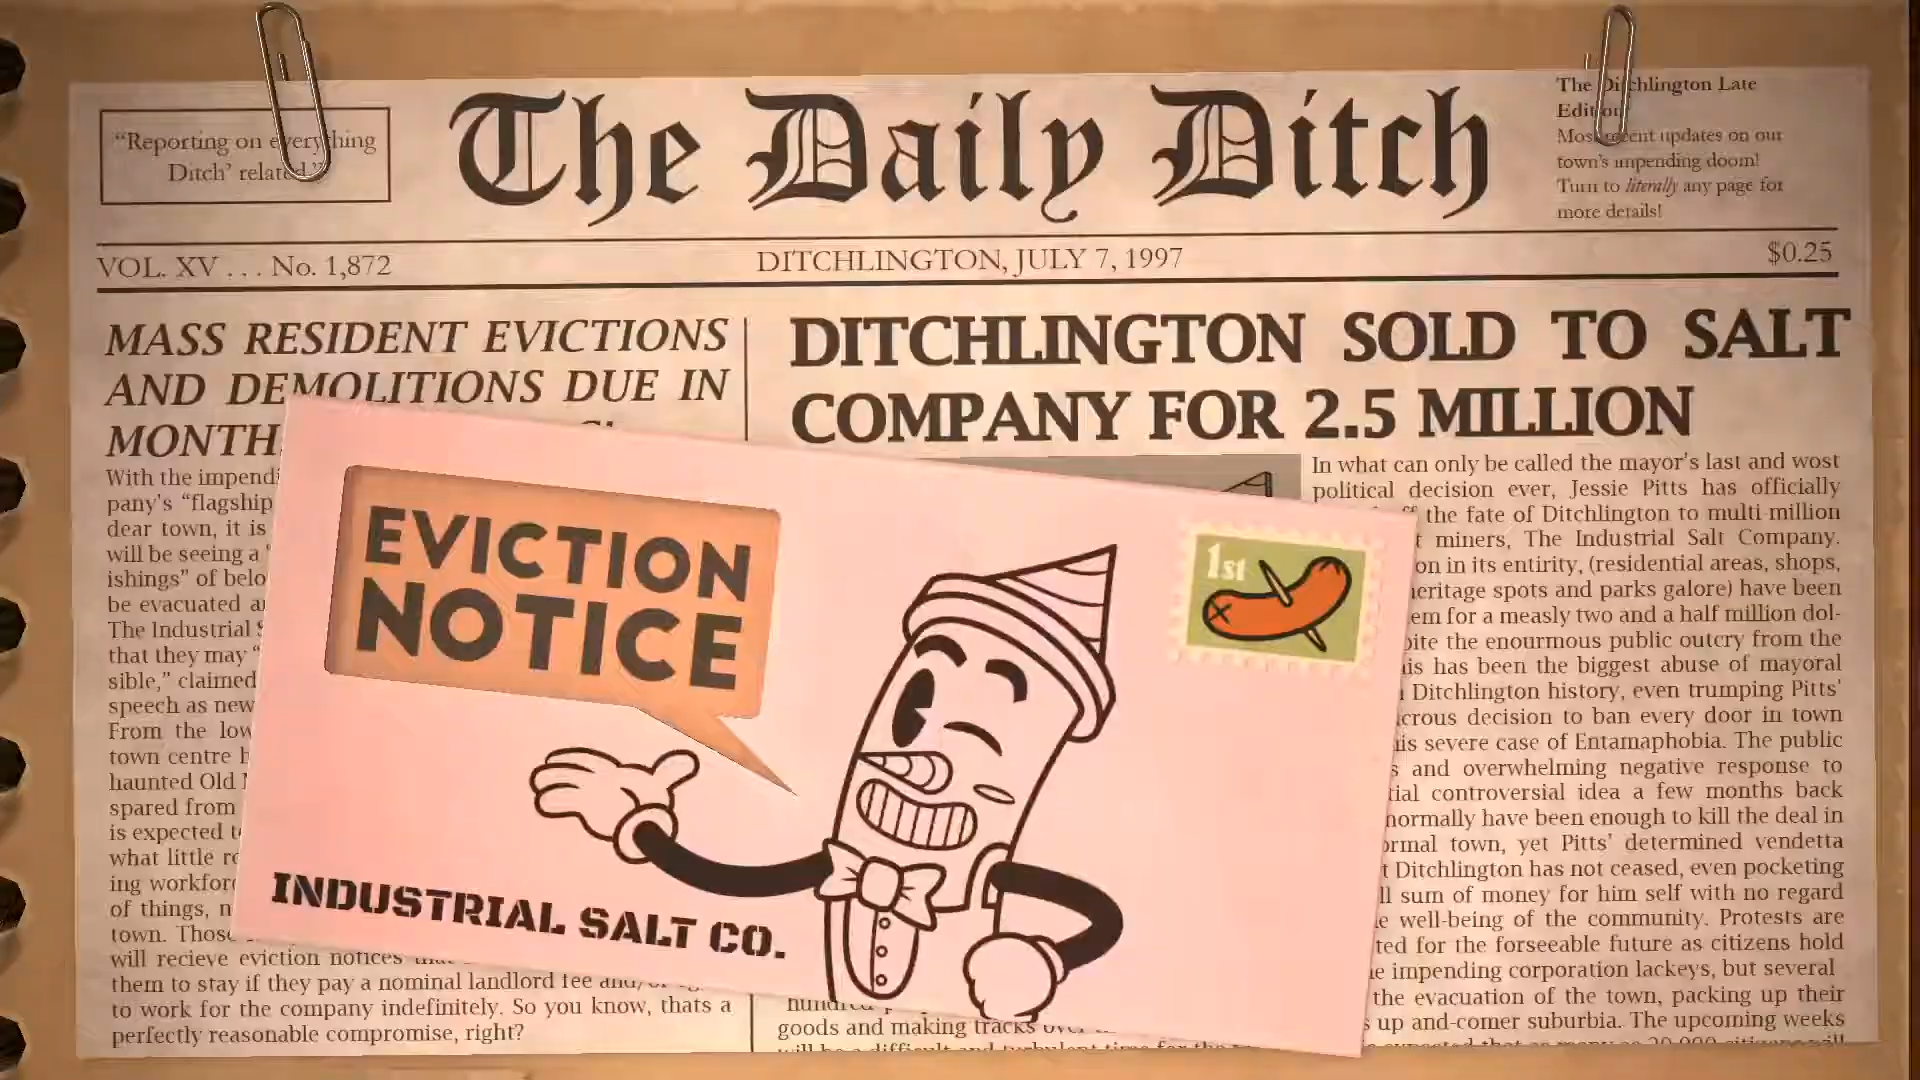 "Reporting on everything
Ditch' related."
The Daily Ditch
The Ditchlington Late
Edition!
Most recent updates on our
town's impending doom!
Turn to literally any page for
more details!
VOL. XV . . . No. 1,872
DITCHLINGTON, JULY 7, 1997
$0.25
MASS RESIDENT EVICTIONS
AND DEMOLITIONS DUE IN
MONTH
With the impendi
pany's "flagship
dear town, it is
will be seeing a
ishings" of belo
be evacuated a
The Industrial S
that they may "
sible," claimed
speech as new
From the low
town centre h
haunted Old
spared from
is expected t
what little re
ing workford
of things, n
town. Those
will recieve eviction notices
them to stay if they pay a nominal landlord fee and/or
to work for the company indefinitely. So you know, thats a
perfectly reasonable compromise, right?
DITCHLINGTON SOLD TO SALT
COMPANY FOR 2.5 MILLION
In what can only be called the mayor's last and wost
political decision ever, Jessie Pitts has officially
off the fate of Ditchlington to multi-million
t miners, The Industrial Salt Company.
on in its entirity, (residential areas, shops,
heritage spots and parks galore) have been
em for a measly two and a half million dol-
pite the enourmous public outcry from the
is has been the biggest abuse of mayoral
Ditchlington history, even trumping Pitts'
crous decision to ban every door in town
is severe case of Entamaphobia. The public
s and overwhelming negative response to
tial controversial idea a few months back
normally have been enough to kill the deal in
ormal town, yet Pitts' determined vendetta
t Ditchlington has not ceased, even pocketing
ll sum of money for him self with no regard
e well-being of the community. Protests are
ted for the forseeable future as citizens hold
e impending corporation lackeys, but several
the evacuation of the town, packing up their
goods and making tracks
s up and-comer suburbia. The upcoming weeks
EVICTION
NOTICE
1st
INDUSTRIAL SALT CO.